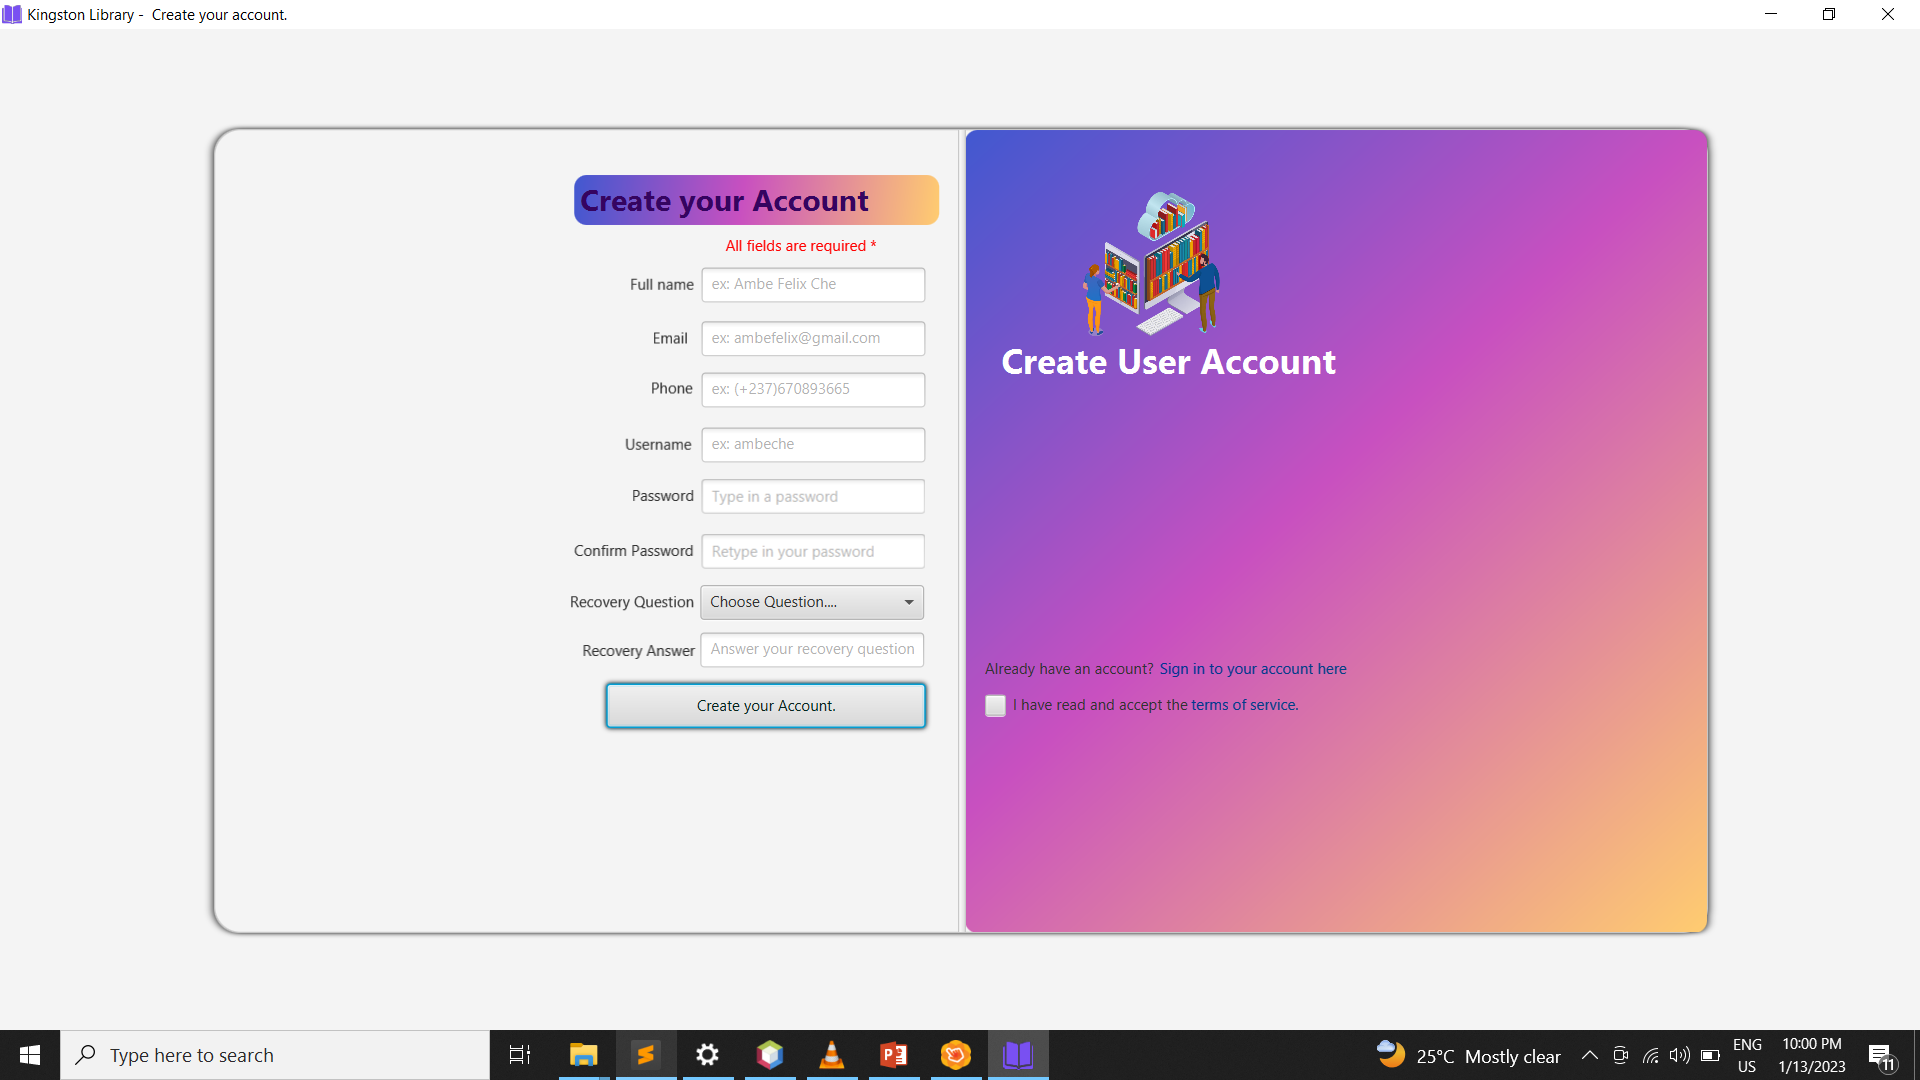 Kingston Library -  Create your account.
Create your Account
All fields are required *
Full name ex: Ambe Felix Che
Email ex: ambefelix@gmail.com
Phone ex: (+237)670893665
Username ex: ambeche
Password Type in a password
Confirm Password Retype in your password
Recovery Question Choose Question....
Recovery Answer Answer your recovery question
Create your Account.
Create User Account
Already have an account? Sign in to your account here
I have read and accept the terms of service.
Type here to search
25°C Mostly clear
ENG
US
10:00 PM
1/13/2023
11